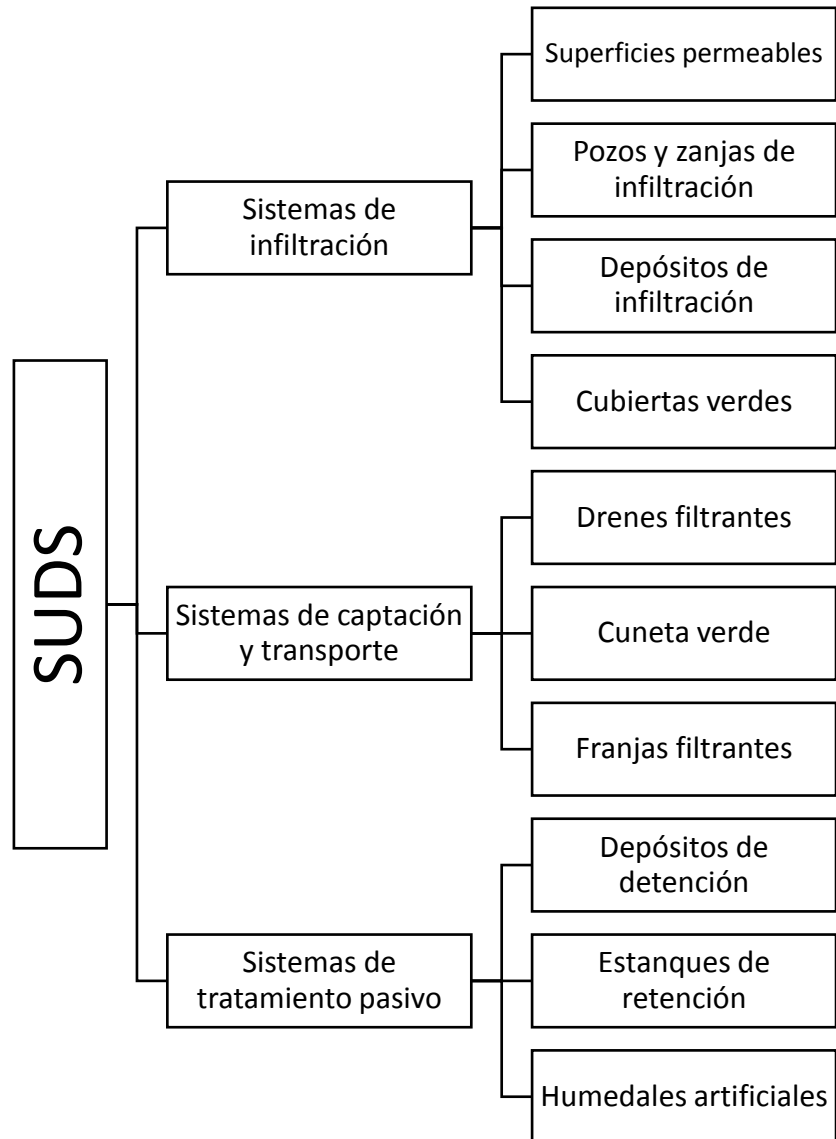 SUDS
Sistemas de
infiltración
Superficies permeables
Pozos y zanjas de
infiltración
Depósitos de
infiltración
Cubiertas verdes
Sistemas de captación
y transporte
Drenes filtrantes
Cuneta verde
Franjas filtrantes
Sistemas de
tratamiento pasivo
Depósitos de
detención
Estanques de
retención
Humedales artificiales